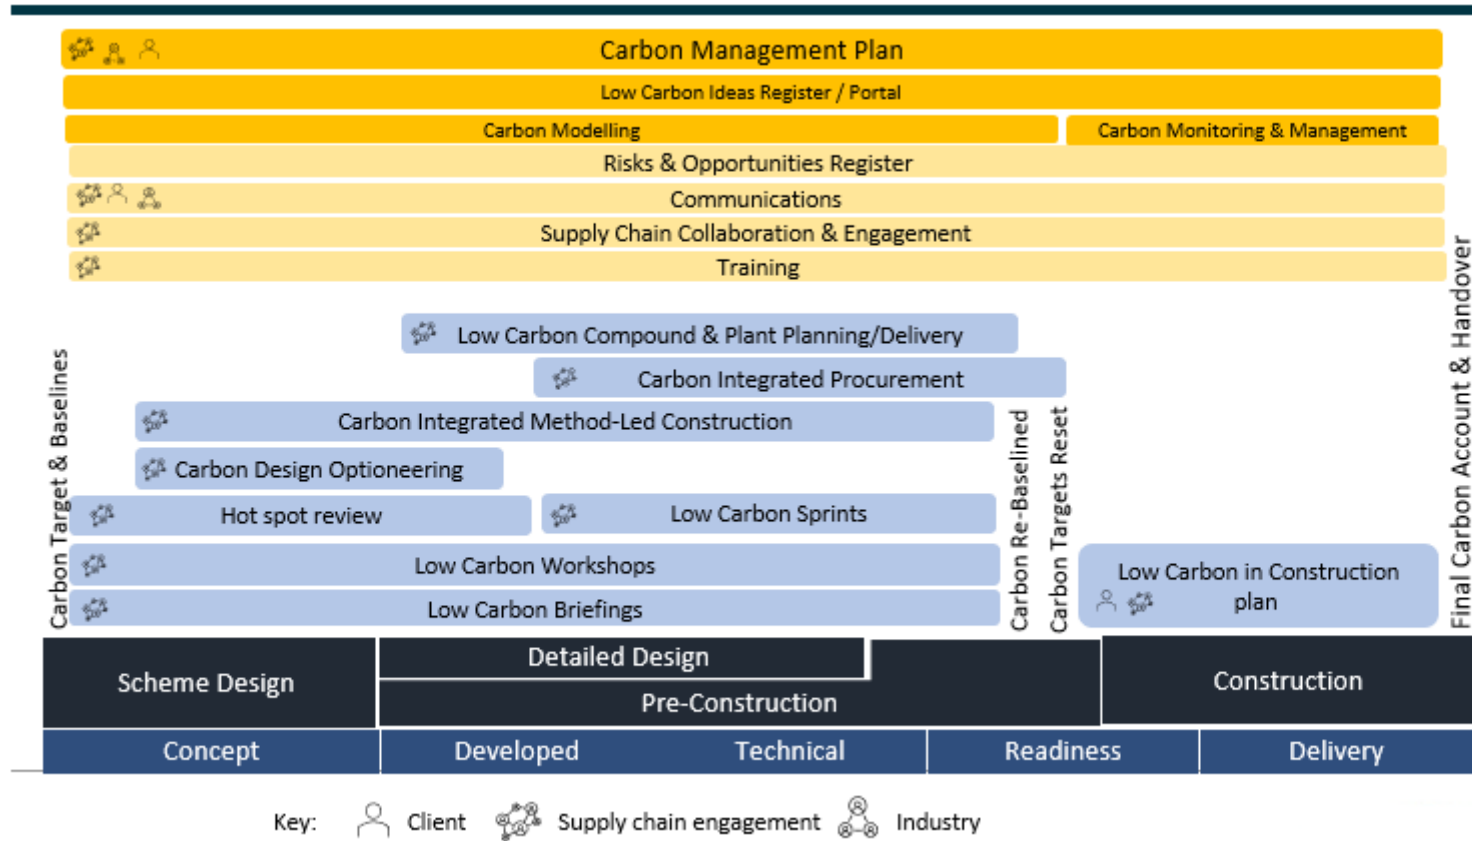 Carbon Management Plan
Low Carbon Ideas Register / Portal
Carbon Modelling
Carbon Monitoring & Management
Risks & Opportunities Register
Communications
Supply Chain Collaboration & Engagement
Training
Low Carbon Compound & Plant Planning/Delivery
Carbon Integrated Procurement
Carbon Integrated Method-Led Construction
Carbon Design Optioneering
Hot spot review
Low Carbon Sprints
Low Carbon Workshops
Low Carbon Briefings
Carbon Target & Baselines
Carbon Re-Baselined
Carbon Targets Reset
Low Carbon in Construction
plan
Final Carbon Account & Handover
Scheme Design
Detailed Design
Pre-Construction
Construction
Concept
Developed
Technical
Readiness
Delivery
Key:
Client
Supply chain engagement
Industry